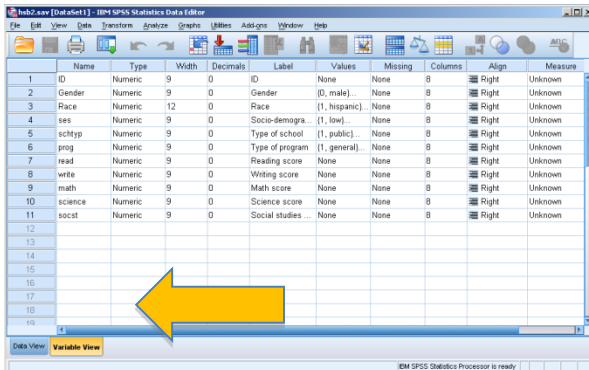 hsb2.sav [DataSet1] - IBM SPSS Statistics Data Editor
File Edit View Data Transform Analyze Graphs Utilities Add-ons Window Help
Name Type Width Decimals Label Values Missing Columns Align Measure
1 ID Numeric 9 0 ID None None 8 Right Unknown
2 Gender Numeric 9 0 Gender {0, male}... None 8 Right Unknown
3 Race Numeric 12 0 Race {1, hispanic}... None 8 Right Unknown
4 ses Numeric 9 0 Socio-demogra... {1, low}... None 8 Right Unknown
5 schtyp Numeric 9 0 Type of school {1, public}... None 8 Right Unknown
6 prog Numeric 9 0 Type of program {1, general}... None 8 Right Unknown
7 read Numeric 9 0 Reading score None None 8 Right Unknown
8 write Numeric 9 0 Writing score None None 8 Right Unknown
9 math Numeric 9 0 Math score None None 8 Right Unknown
10 science Numeric 9 0 Science score None None 8 Right Unknown
11 socst Numeric 9 0 Social studies ... None None 8 Right Unknown
12
13
14
15
16
17
18
19
Data View Variable View
IBM SPSS Statistics Processor is ready